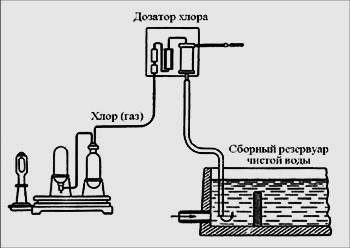 Дозатор хлора
Хлор (газ)
Сборный резервуар
чистой воды